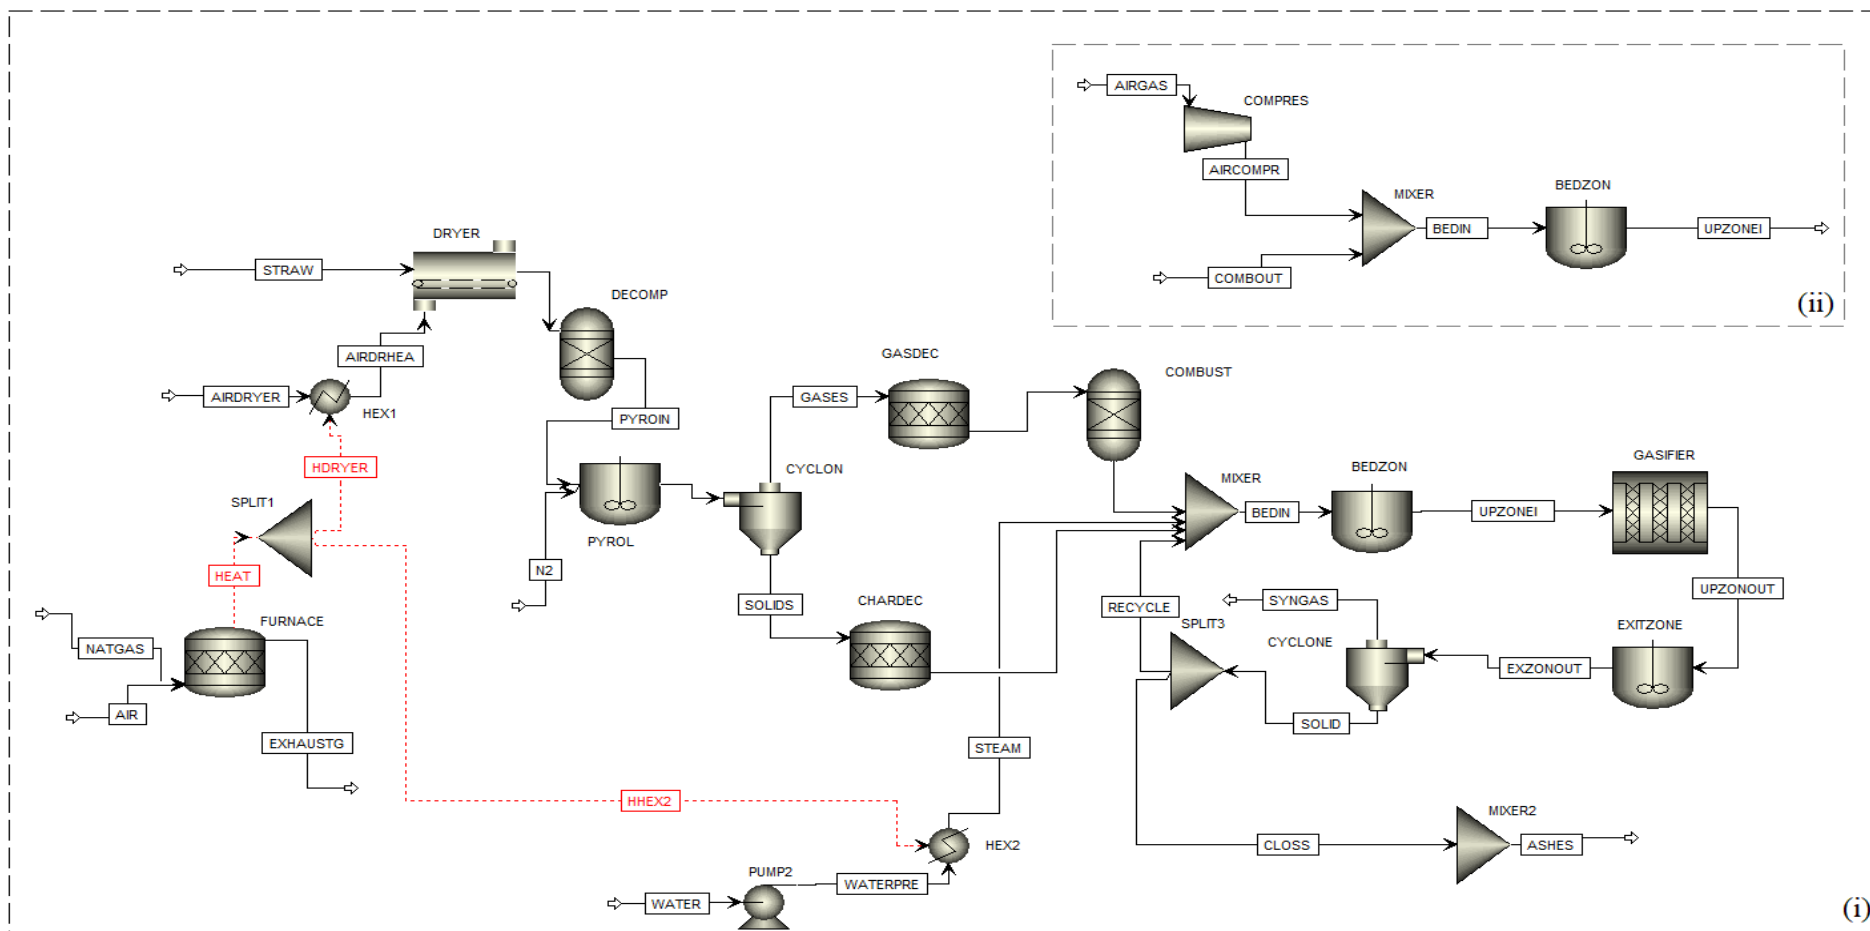 AIRGAS
COMPRES
AIRCOMPR
MIXER
BEDZON
BEDIN
UPZONEI
COMBOUT
(ii)
DRYER
STRAW
DECOMP
AIRDRHEA
GASDEC
COMBUST
AIRDRYER
HEX1
GASES
PYROIN
HDRYER
CYCLON
MIXER
BEDZON
GASIFIER
SPLIT1
BEDIN
UPZONEI
PYROL
HEAT
N2
SOLIDS
CHARDEC
RECYCLE
SYNGAS
UPZONOUT
FURNACE
SPLIT3
EXITZONE
NATGAS
CYCLONE
EXZONOUT
AIR
SOLID
EXHAUSTG
STEAM
HHEX2
MIXER2
HEX2
CLOSS
ASHES
PUMP2
WATERPRE
WATER
(i)